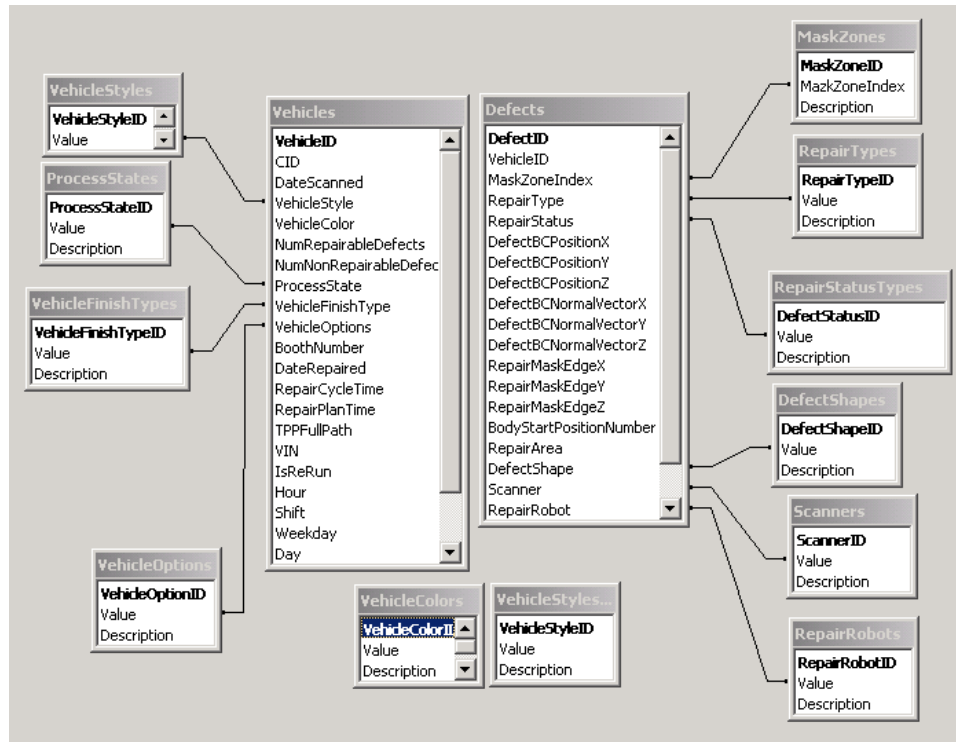 VehicleStyles
VehicleStyleID
Value
ProcessStates
ProcessStateID
Value
Description
VehicleFinishTypes
VehicleFinishTypeID
Value
Description
VehicleOptions
VehicleOptionID
Value
Description
Vehicles
VehicleID
CID
DateScanned
VehicleStyle
VehicleColor
NumRepairableDefects
NumNonRepairableDefec
ProcessState
VehicleFinishType
VehicleOptions
BoothNumber
DateRepaired
RepairCycleTime
RepairPlanTime
TPPFullPath
VIN
IsReRun
Hour
Shift
Weekday
Day
Defects
DefectID
VehicleID
MaskZoneIndex
RepairType
RepairStatus
DefectBCPositionX
DefectBCPositionY
DefectBCPositionZ
DefectBCNormalVectorX
DefectBCNormalVectorY
DefectBCNormalVectorZ
RepairMaskEdgeX
RepairMaskEdgeY
RepairMaskEdgeZ
BodyStartPositionNumber
RepairArea
DefectShape
Scanner
RepairRobot
VehicleColors
VehicleColorID
Value
Description
VehicleStyles...
VehicleStyleID
Value
Description
MaskZones
MaskZoneID
MazkZoneIndex
Description
RepairTypes
RepairTypeID
Value
Description
RepairStatusTypes
DefectStatusID
Value
Description
DefectShapes
DefectShapeID
Value
Description
Scanners
ScannerID
Value
Description
RepairRobots
RepairRobotID
Value
Description